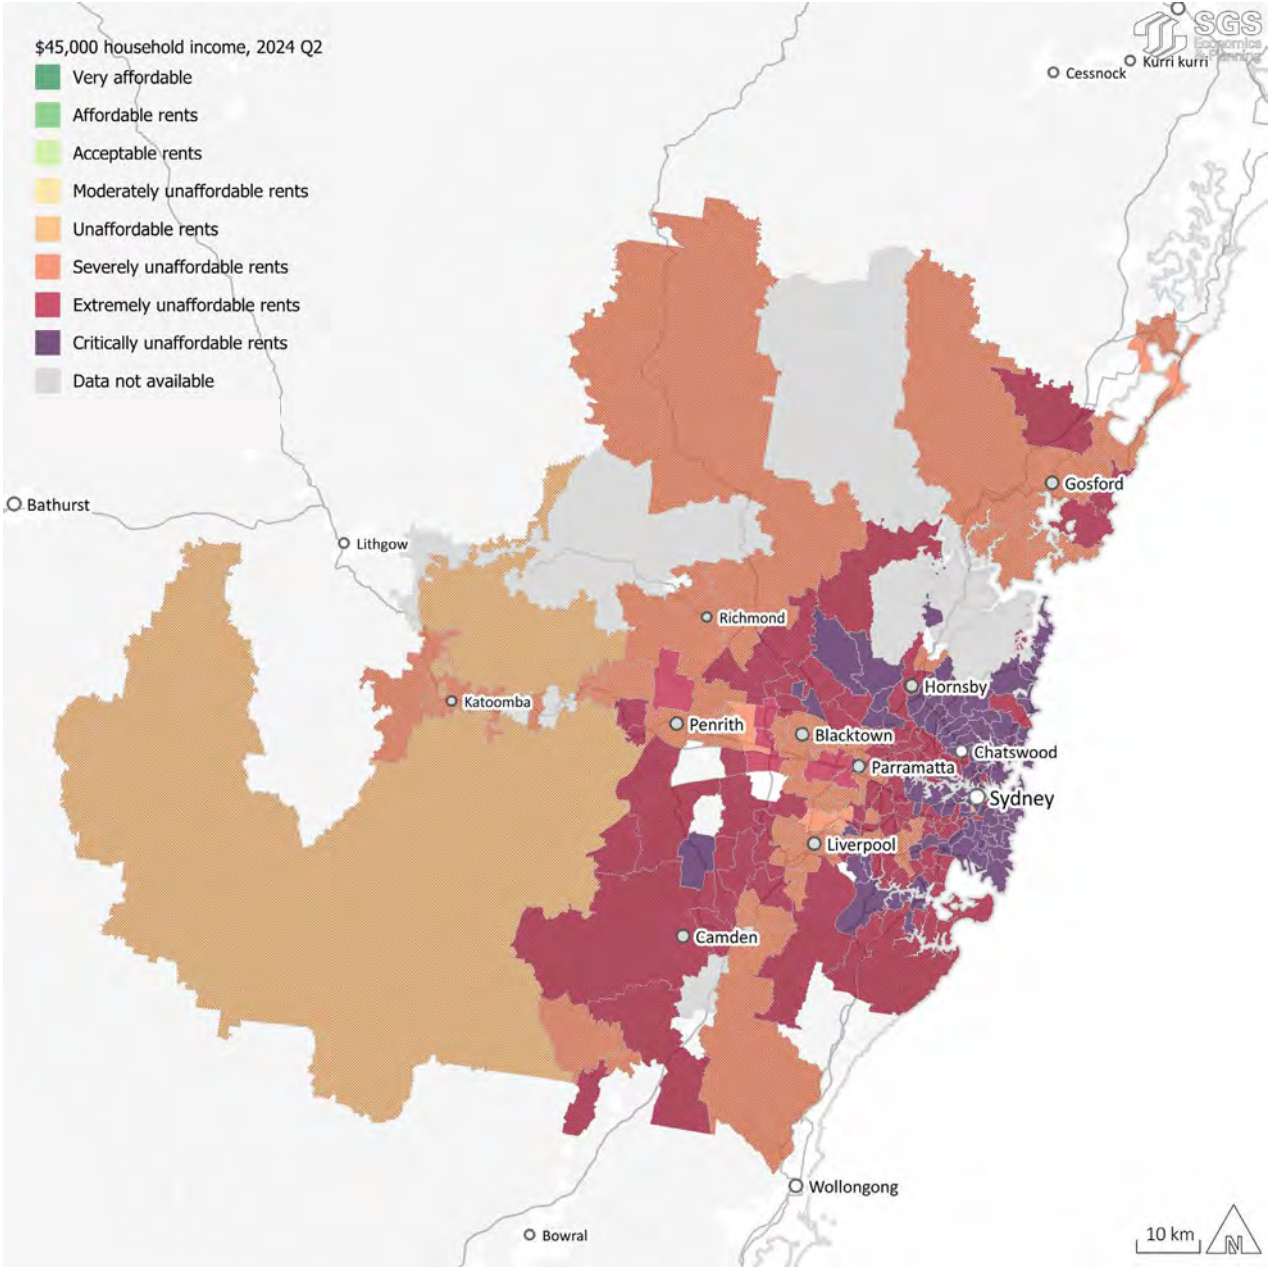 SGS
Economics
& Planning
$45,000 household income, 2024 Q2
Very affordable
Affordable rents
Acceptable rents
Moderately unaffordable rents
Unaffordable rents
Severely unaffordable rents
Extremely unaffordable rents
Critically unaffordable rents
Data not available
Cessnock
Kurri kurri
Gosford
Bathurst
Lithgow
Richmond
Hornsby
Katoomba
Penrith
Blacktown
Chatswood
Parramatta
Sydney
Liverpool
Camden
Wollongong
Bowral
10 km
N